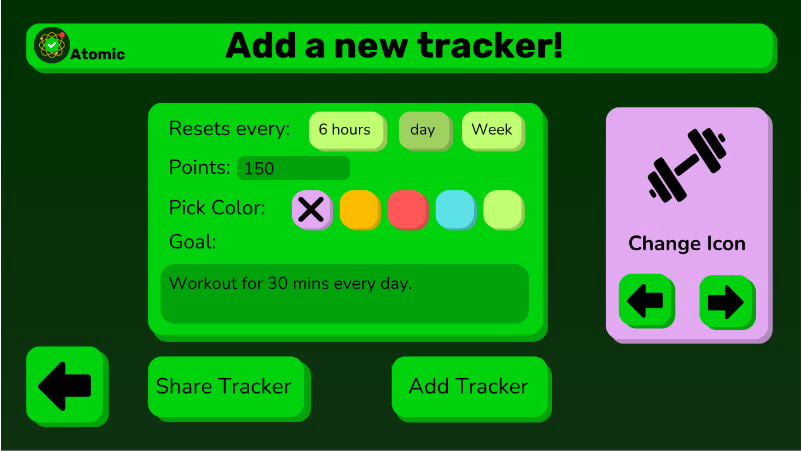 Atomic
Add a new tracker!
Resets every: 6 hours day Week
Points: 150
Pick Color:
Goal:
Workout for 30 mins every day.
Change Icon
Share Tracker
Add Tracker